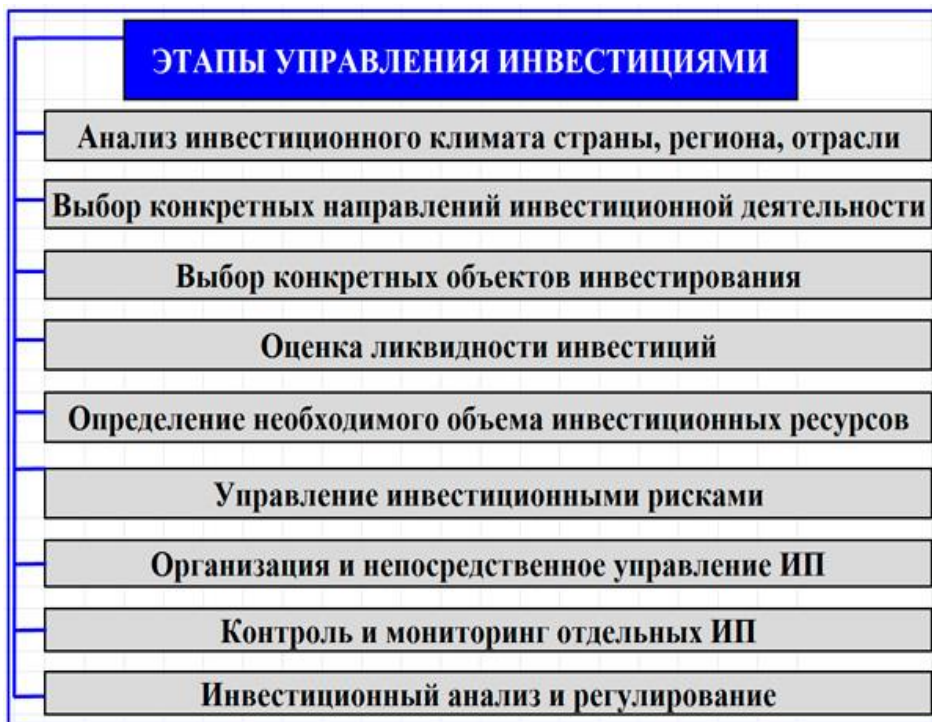 ЭТАПЫ УПРАВЛЕНИЯ ИНВЕСТИЦИЯМИ
Анализ инвестиционного климата страны, региона, отрасли
Выбор конкретных направлений инвестиционной деятельности
Выбор конкретных объектов инвестирования
Оценка ликвидности инвестиций
Определение необходимого объема инвестиционных ресурсов
Управление инвестиционными рисками
Организация и непосредственное управление ИП
Контроль и мониторинг отдельных ИП
Инвестиционный анализ и регулирование